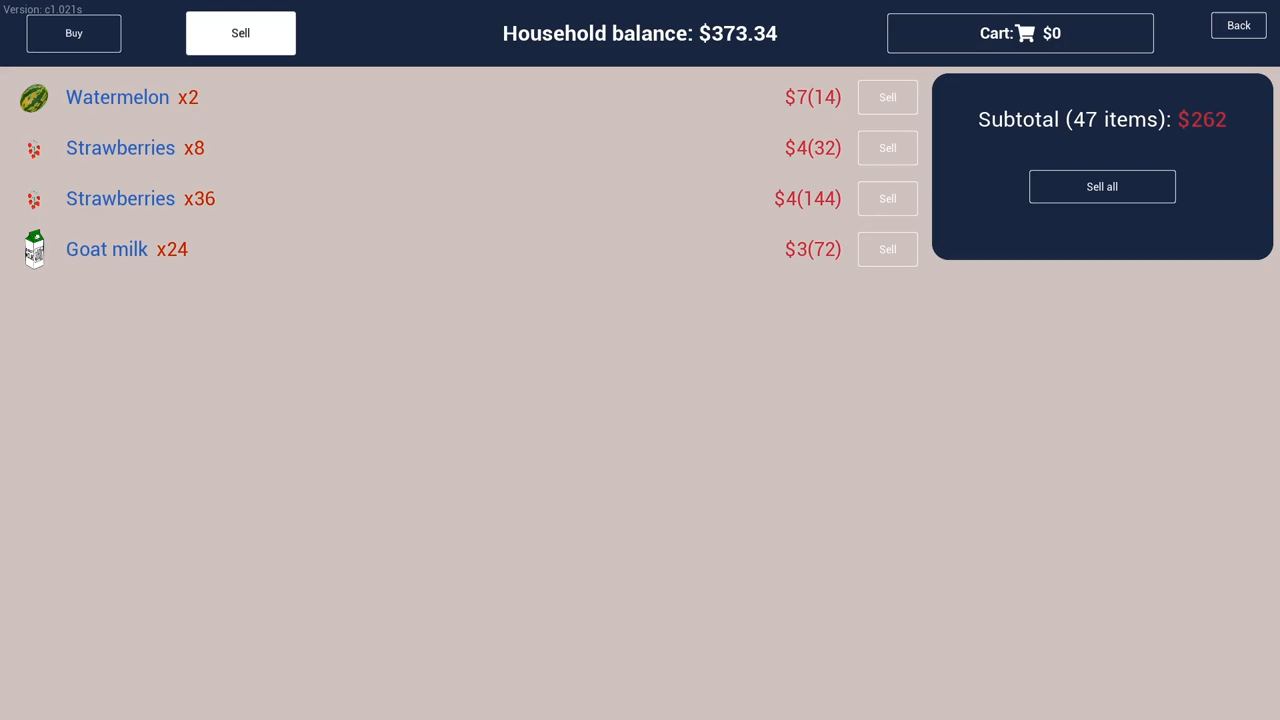 Version: c1.021s
Buy
Sell
Household balance: $373.34
Cart: $0
Back
Watermelon x2 $7(14) Sell
Strawberries x8 $4(32) Sell
Strawberries x36 $4(144) Sell
Goat milk x24 $3(72) Sell
Subtotal (47 items): $262
Sell all